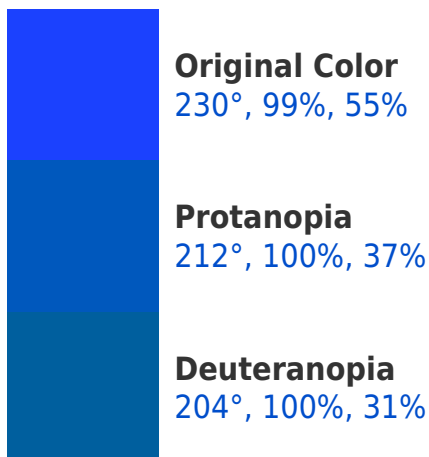 Original Color
230°, 99%, 55%
Protanopia
212°, 100%, 37%
Deuteranopia
204°, 100%, 31%